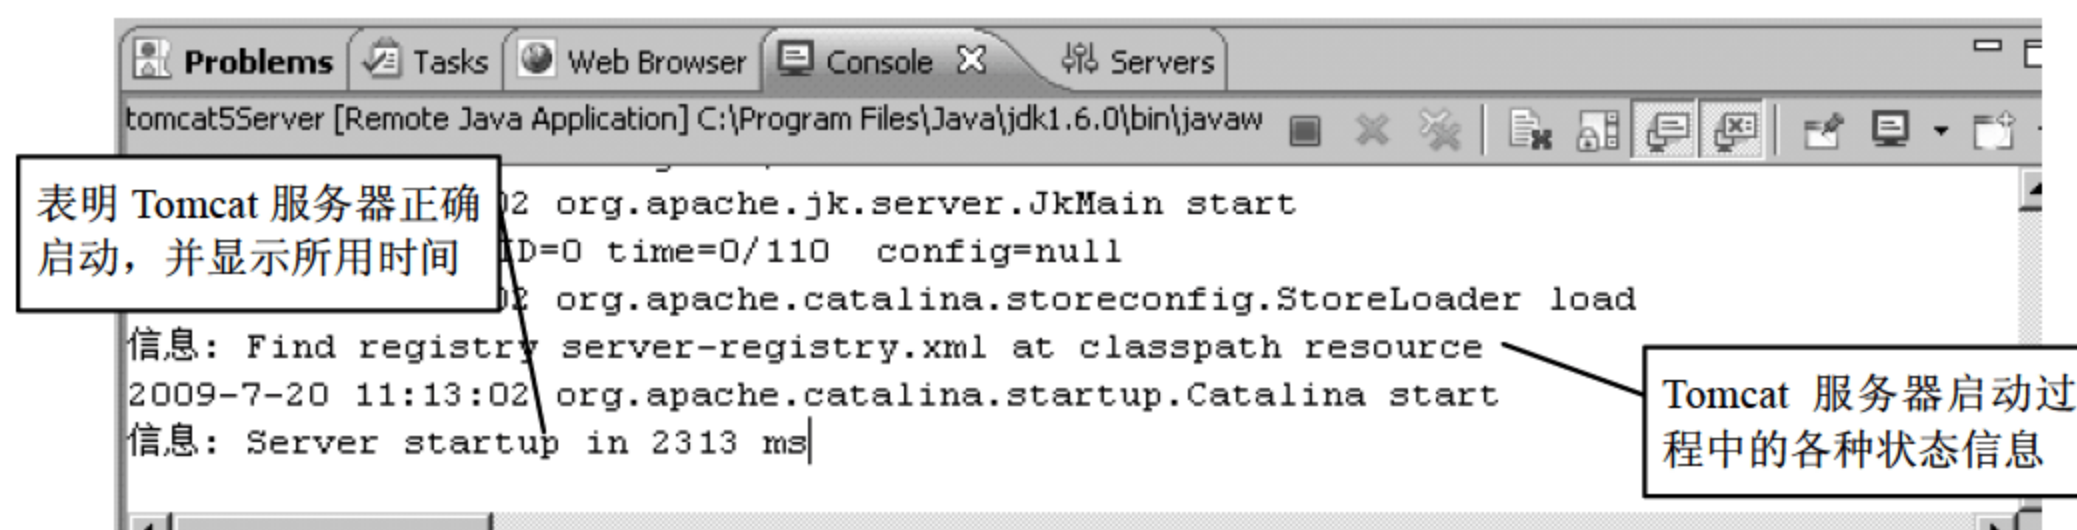 Problems Tasks Web Browser Console Servers
tomcat5Server [Remote Java Application] C:\Program Files\Java\jdk1.6.0\bin\javaw
表明 Tomcat 服务器正确
启动，并显示所用时间
02 org.apache.jk.server.JkMain start
ID=0 time=0/110 config=null
02 org.apache.catalina.storeconfig.StoreLoader load
信息: Find registry server-registry.xml at classpath resource
2009-7-20 11:13:02 org.apache.catalina.startup.Catalina start
信息: Server startup in 2313 ms
Tomcat 服务器启动过
程中的各种状态信息